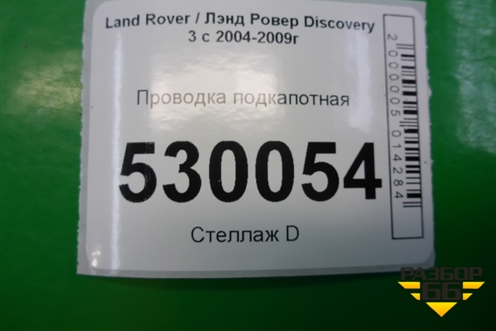 Land Rover / Лэнд Ровер Discovery
3 с 2004-2009г
Проводка подкапотная
530054
Стеллаж D
2000005014284
РАЗБОР
66